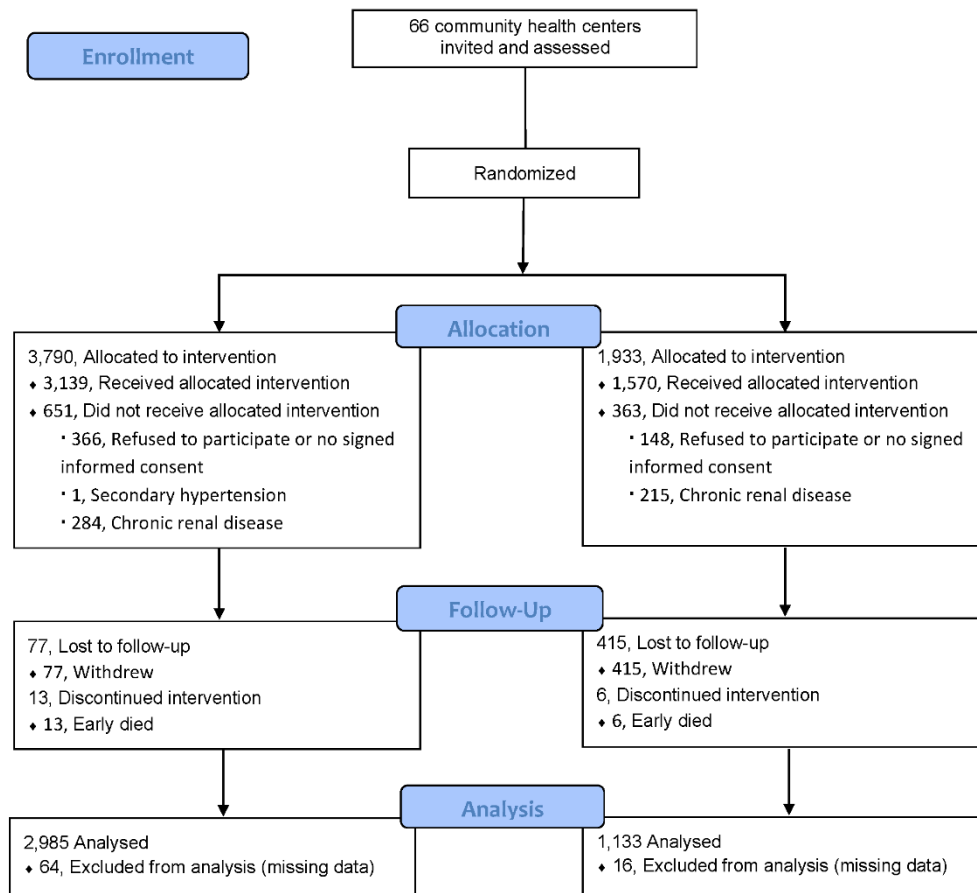 66 community health centers
invited and assessed
Enrollment
Randomized
Allocation
3,790, Allocated to intervention
⬧ 3,139, Received allocated intervention
⬧ 651, Did not receive allocated intervention
· 366, Refused to participate or no signed
informed consent
· 1, Secondary hypertension
· 284, Chronic renal disease
1,933, Allocated to intervention
⬧ 1,570, Received allocated intervention
⬧ 363, Did not receive allocated intervention
· 148, Refused to participate or no signed
informed consent
· 215, Chronic renal disease
Follow-Up
77, Lost to follow-up
⬧ 77, Withdrew
13, Discontinued intervention
⬧ 13, Early died
415, Lost to follow-up
⬧ 415, Withdrew
6, Discontinued intervention
⬧ 6, Early died
Analysis
2,985 Analysed
⬧ 64, Excluded from analysis (missing data)
1,133 Analysed
⬧ 16, Excluded from analysis (missing data)